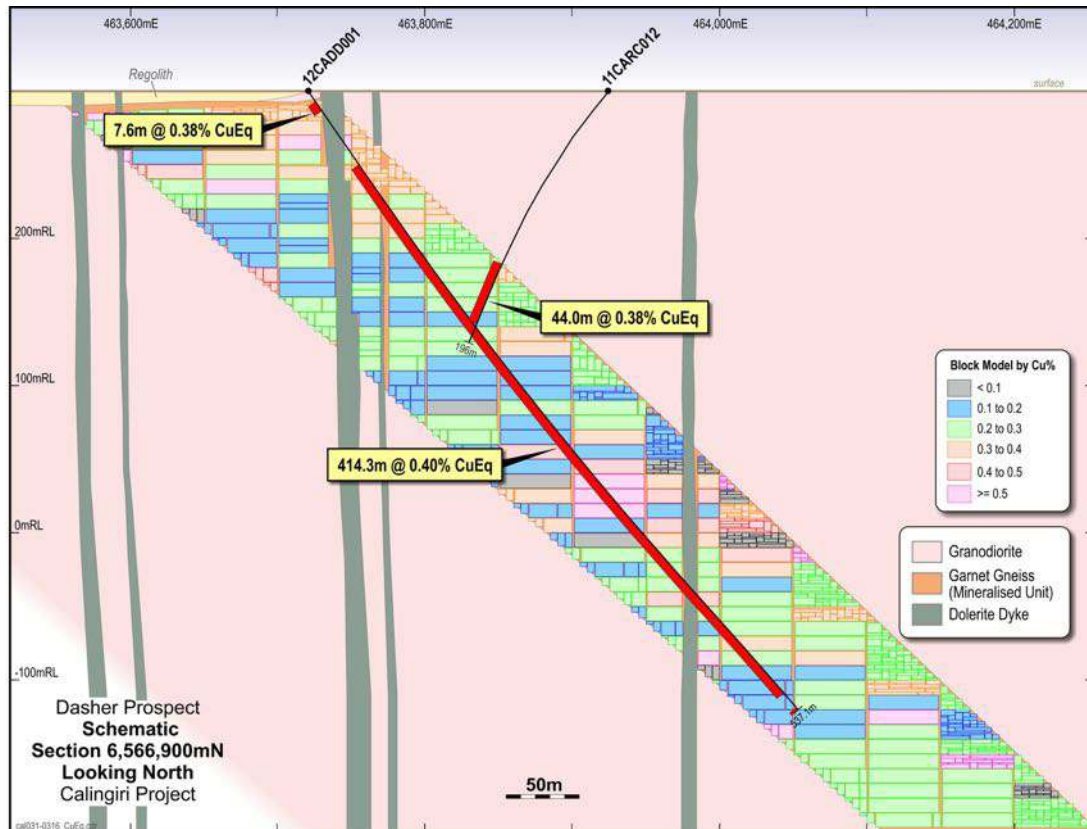 463,600mE
463,800mE
464,000mE
464,200mE
12CADD001
11CARC012
Regolith
surface
7.6m @ 0.38% CuEq
200mRL
44.0m @ 0.38% CuEq
196m
100mRL
Block Model by Cu%
< 0.1
0.1 to 0.2
0.2 to 0.3
0.3 to 0.4
0.4 to 0.5
>= 0.5
414.3m @ 0.40% CuEq
0mRL
Granodiorite
Garnet Gneiss
(Mineralised Unit)
Dolerite Dyke
-100mRL
537.1m
Dasher Prospect
Schematic
Section 6,566,900mN
Looking North
Calingiri Project
50m